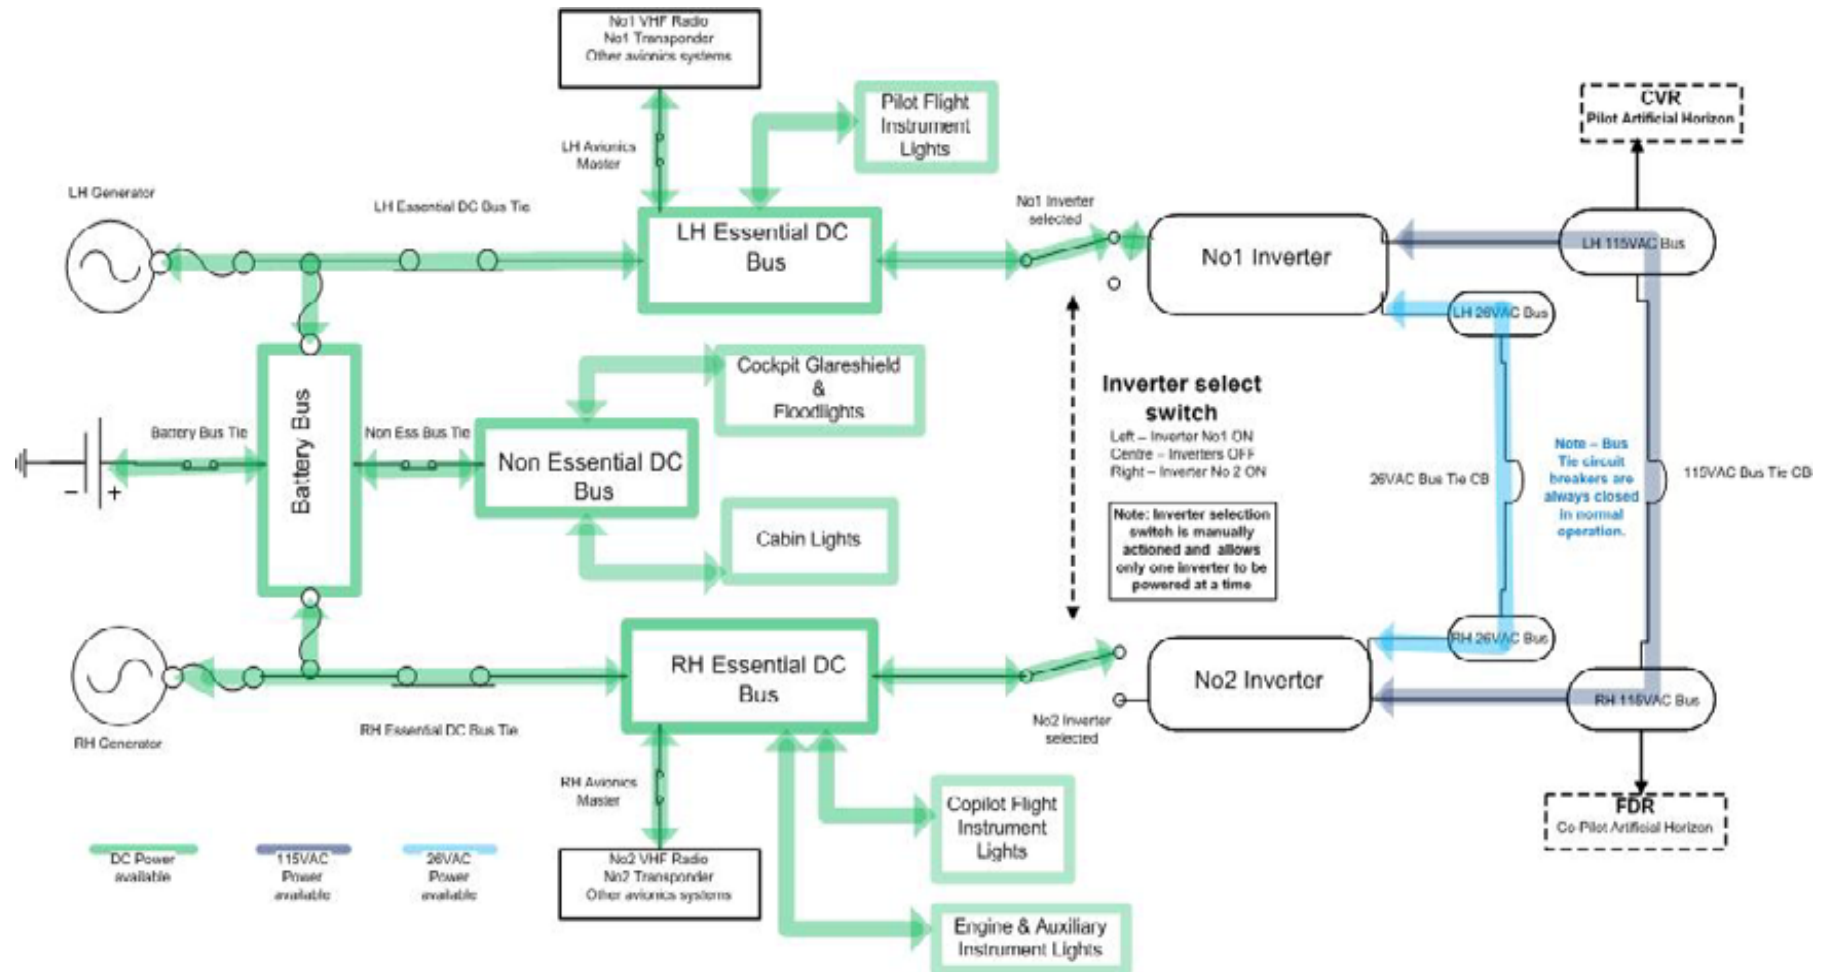 No1 VHF Radio
No1 Transponder
Other avionics systems
Pilot Flight
Instrument
Lights
CVR
Pilot Artificial Horizon
LH Avionics
Master
LH Generator
LH Essential DC Bus Tie
LH Essential DC
Bus
No1 Inverter
selected
No1 Inverter
LH 115VAC Bus
LH 26VAC Bus
Battery Bus
Cockpit Glareshield
&
Floodlights
Inverter select
switch
Left – Inverter No1 ON
Centre – Inverters OFF
Right – Inverter No 2 ON
Battery Bus Tie
Non Ess Bus Tie
Non Essential DC
Bus
- +
26VAC Bus Tie CB
Note – Bus
Tie circuit
breakers are
always closed
in normal
operation.
115VAC Bus Tie CB
Note: Inverter selection
switch is manually
actioned and allows
only one inverter to be
powered at a time
Cabin Lights
RH Essential DC
Bus
No2 Inverter
RH 26VAC Bus
RH 115VAC Bus
RH Generator
RH Essential DC Bus Tie
No2 Inverter
selected
RH Avionics
Master
Copilot Flight
Instrument
Lights
FDR
Co-Pilot Artificial Horizon
DC Power
available
115VAC
Power
available
26VAC
Power
available
No2 VHF Radio
No2 Transponder
Other avionics systems
Engine & Auxiliary
Instrument Lights